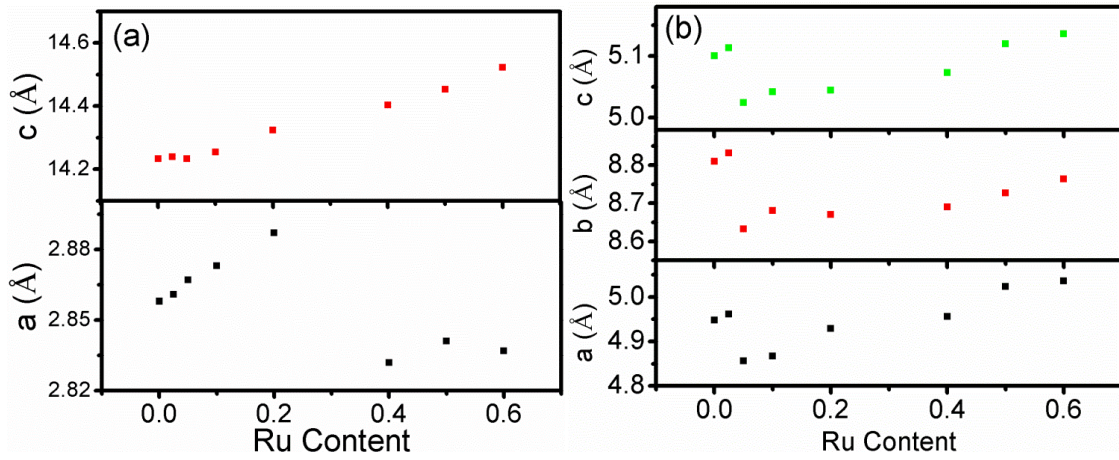 (a)
c (Å)
14.6
14.4
14.2
a (Å)
2.88
2.85
2.82
0.0 0.2 0.4 0.6
Ru Content
(b)
c (Å)
5.1
5.0
b (Å)
8.8
8.7
8.6
a (Å)
5.0
4.9
4.8
0.0 0.2 0.4 0.6
Ru Content